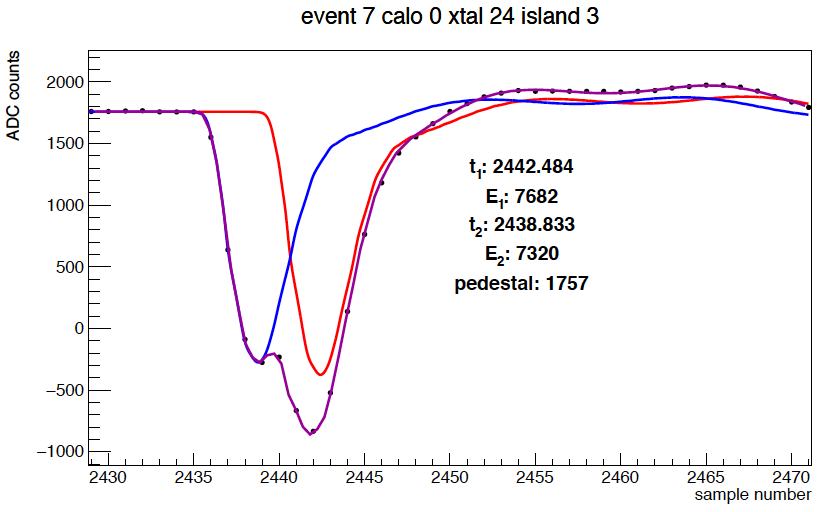 event 7 calo 0 xtal 24 island 3
ADC counts
2000
1500
1000
500
0
−500
−1000
t1: 2442.484
E1: 7682
t2: 2438.833
E2: 7320
pedestal: 1757
2430 2435 2440 2445 2450 2455 2460 2465 2470
sample number